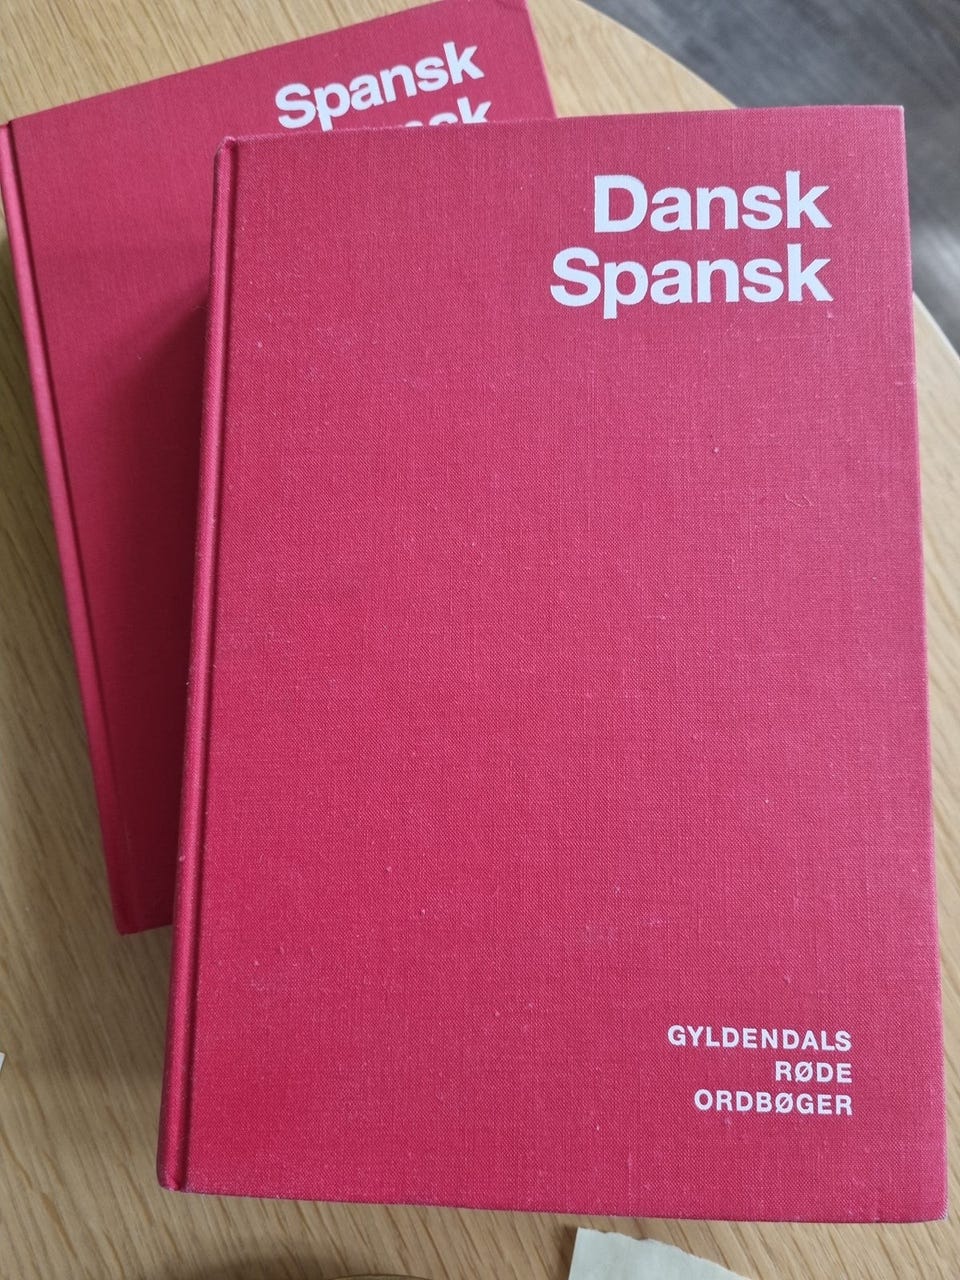 Spansk
Dansk
Spansk
GYLDENDALS
RØDE
ORDBØGER